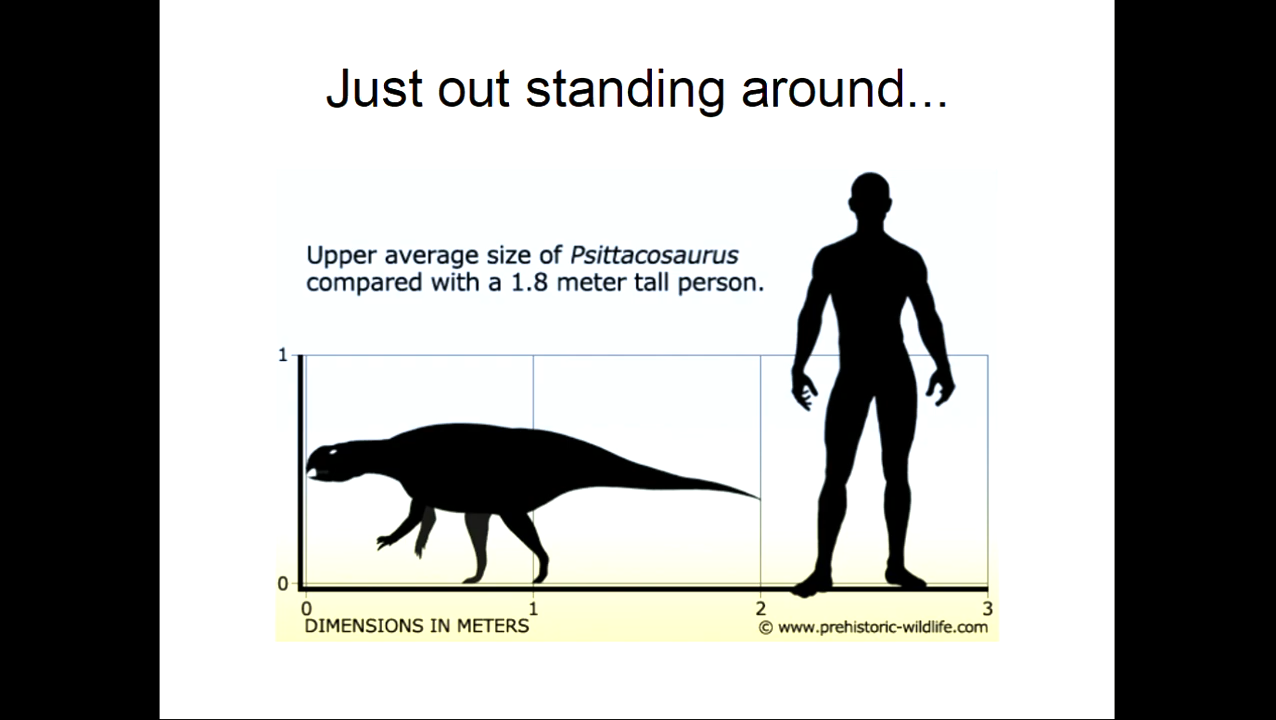 Just out standing around...
Upper average size of Psittacosaurus
compared with a 1.8 meter tall person.
1
0
0 1 2 3
DIMENSIONS IN METERS
© www.prehistoric-wildlife.com